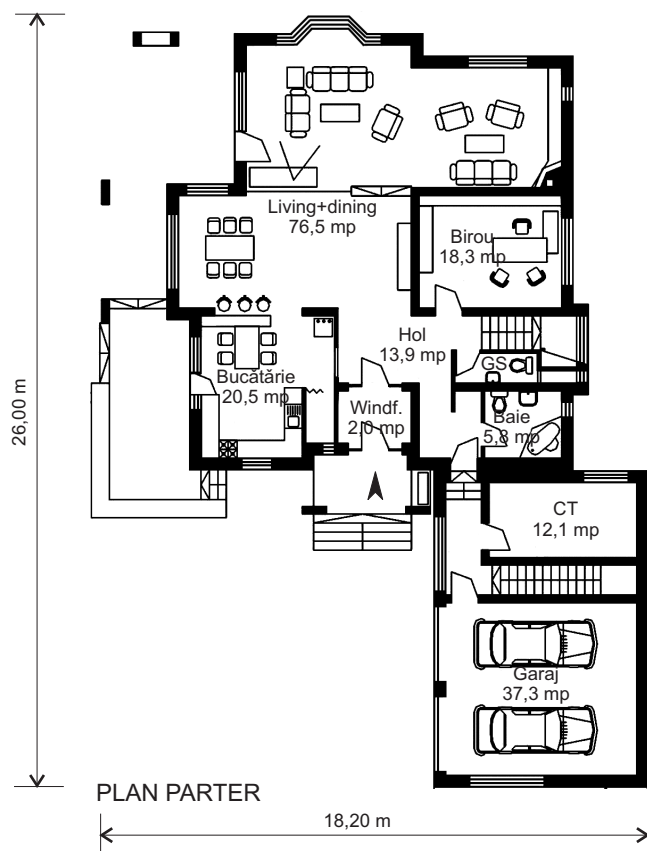 Living+dining
76,5 mp
Birou
18,3 mp
Hol
13,9 mp
GS
Bucătărie
20,5 mp
Windf.
2,0 mp
Baie
5,8 mp
26,00 m
CT
12,1 mp
Garaj
37,3 mp
PLAN PARTER
18,20 m